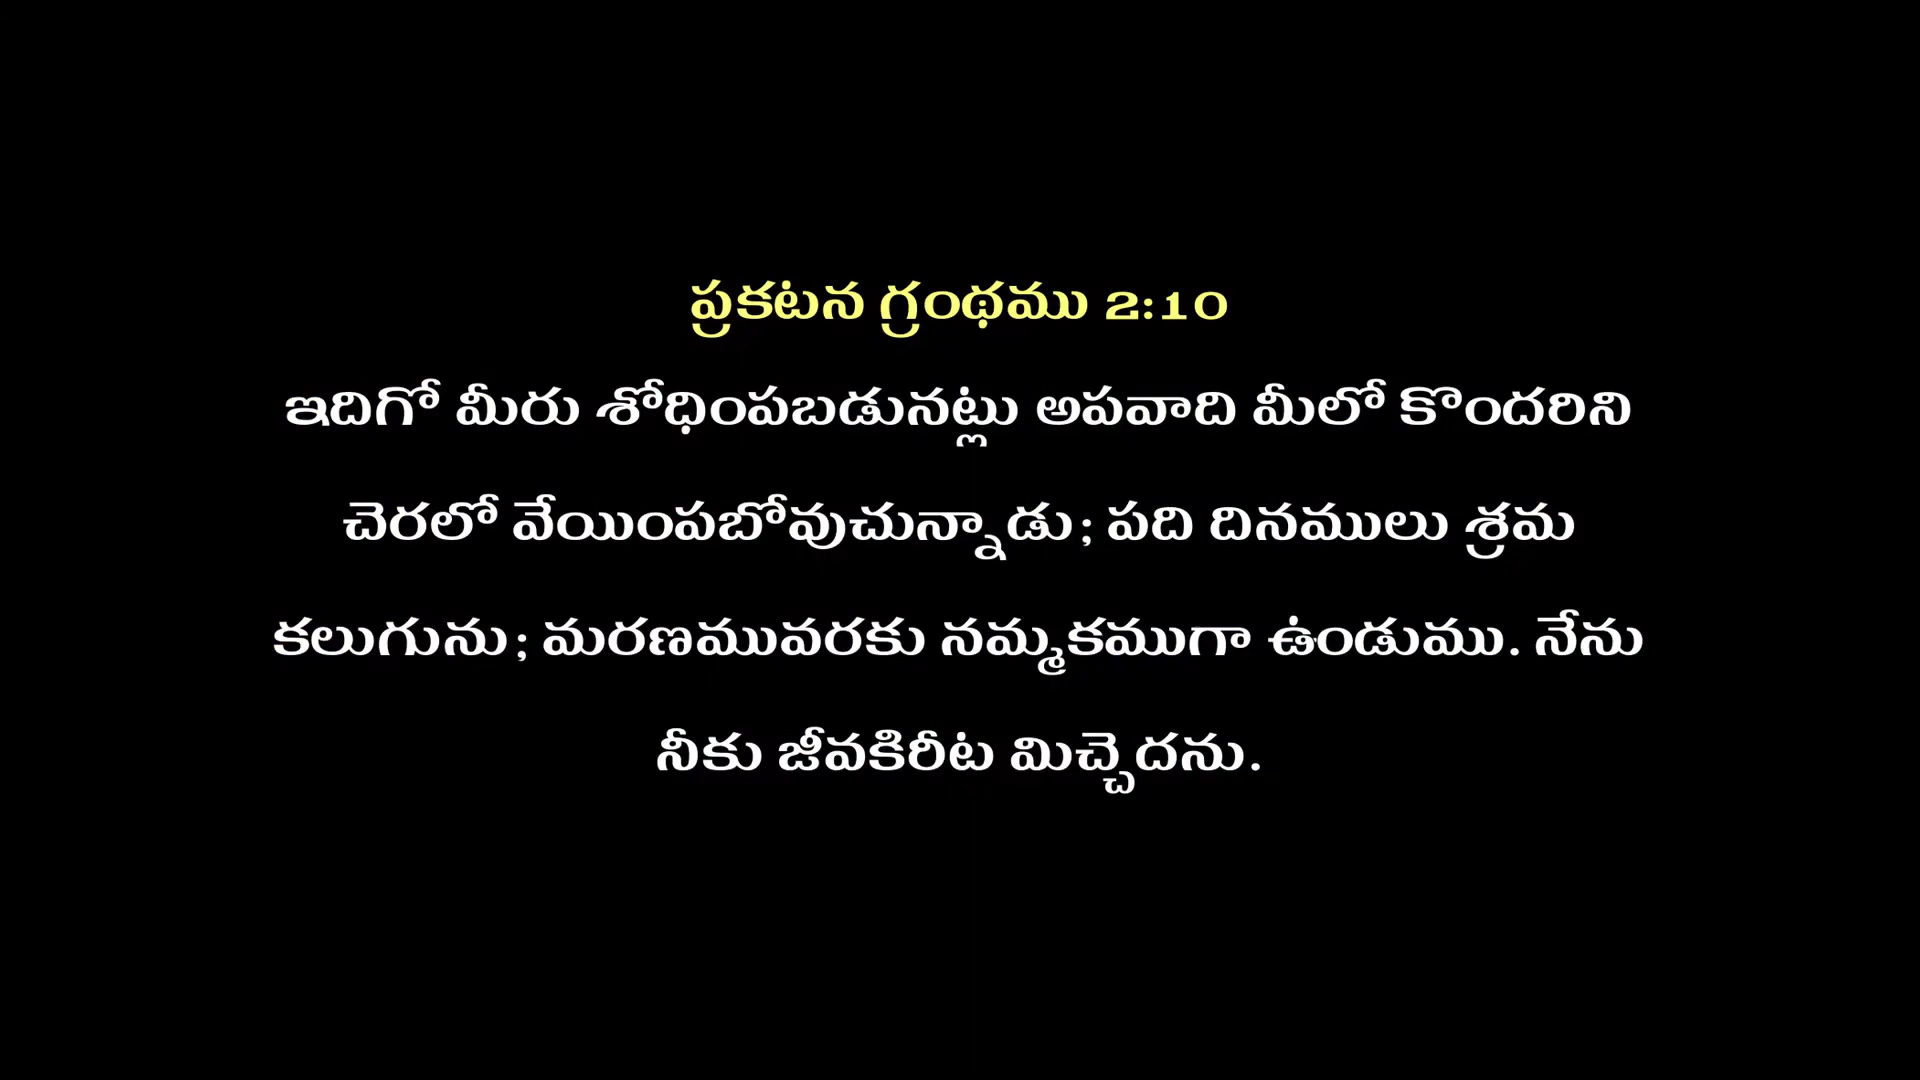 ప్రకటన గ్రంథము 2:10
ఇదిగో మీరు శోధింపబడునట్లు అపవాది మీలో కొందరిని
చెరలో వేయింపబోవుచున్నాడు; పది దినములు శ్రమ
కలుగును; మరణమువరకు నమ్మకముగా ఉండుము. నేను
నీకు జీవకిరీట మిచ్చెదను.